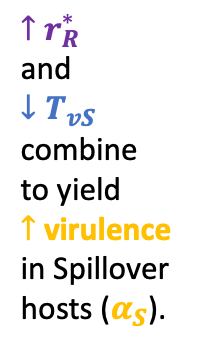 ↑ r*R
and
↓ TvS
combine
to yield
↑ virulence
in Spillover
hosts (αS).